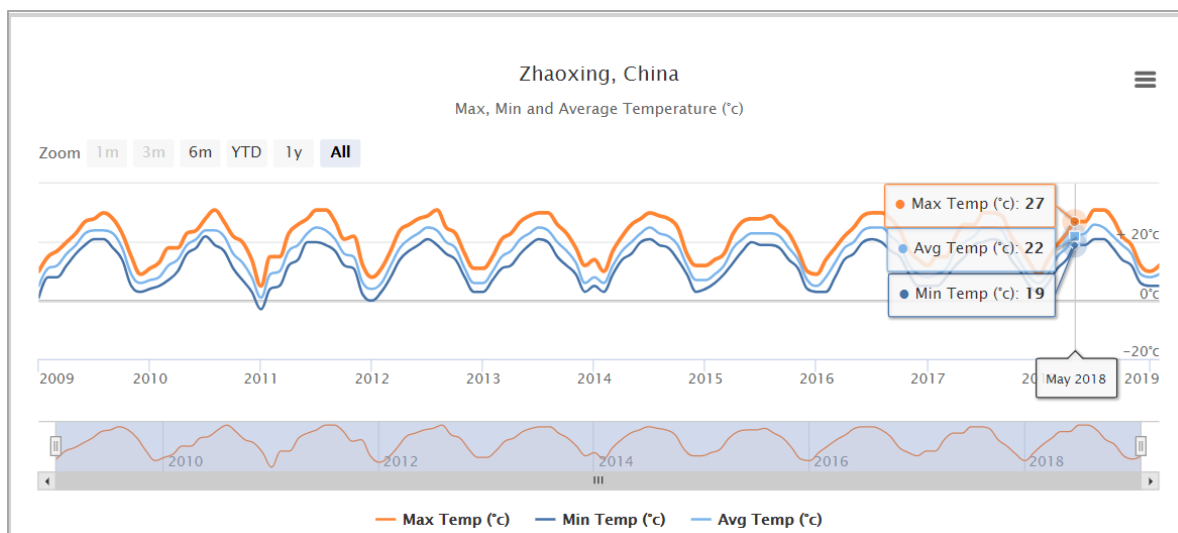 Zhaoxing, China
Max, Min and Average Temperature (°c)
Zoom 1m 3m 6m YTD 1y All
Max Temp (°c): 27
Avg Temp (°c): 22
Min Temp (°c): 19
20°c
0°c
-20°c
2009 2010 2011 2012 2013 2014 2015 2016 2017 2019
May 2018
2010 2012 2014 2016 2018
Max Temp (°c) Min Temp (°c) Avg Temp (°c)